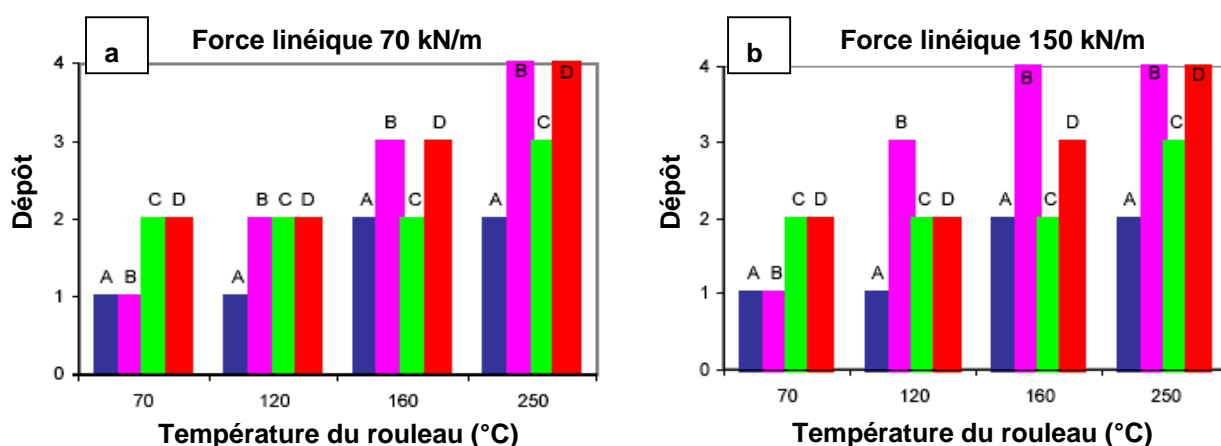 a
Force linéique 70 kN/m
Dépôt
4
3
2
1
0
A B C D
A B C D
A B C D
A B C D
70 120 160 250
Température du rouleau (°C)
b
Force linéique 150 kN/m
Dépôt
4
3
2
1
0
A B C D
A B C D
A B C D
A B C D
70 120 160 250
Température du rouleau (°C)